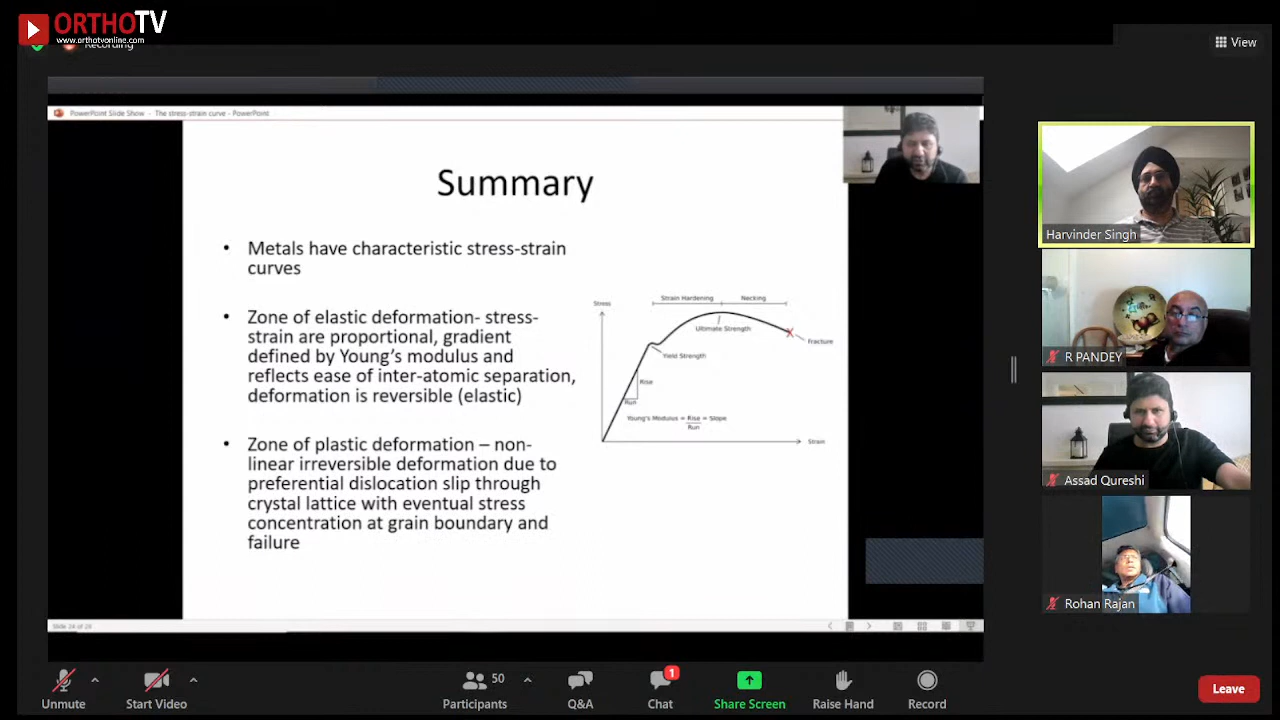 ORTHOTV
www.orthotvonline.com
Recording
View
PowerPoint Slide Show - The stress-strain curve - PowerPoint
Summary
• Metals have characteristic stress-strain
curves
• Zone of elastic deformation- stress-
strain are proportional, gradient
defined by Young's modulus and
reflects ease of inter-atomic separation,
deformation is reversible (elastic)
• Zone of plastic deformation – non-
linear irreversible deformation due to
preferential dislocation slip through
crystal lattice with eventual stress
concentration at grain boundary and
failure
Stress
Strain Hardening
Necking
Ultimate Strength
Fracture
Yield Strength
Rise
Run
Young's Modulus = Rise = Slope
Run
Strain
Harvinder Singh
R PANDEY
Assad Qureshi
Rohan Rajan
Unmute
Start Video
50
Participants
Q&A
1
Chat
Share Screen
Raise Hand
Record
Leave